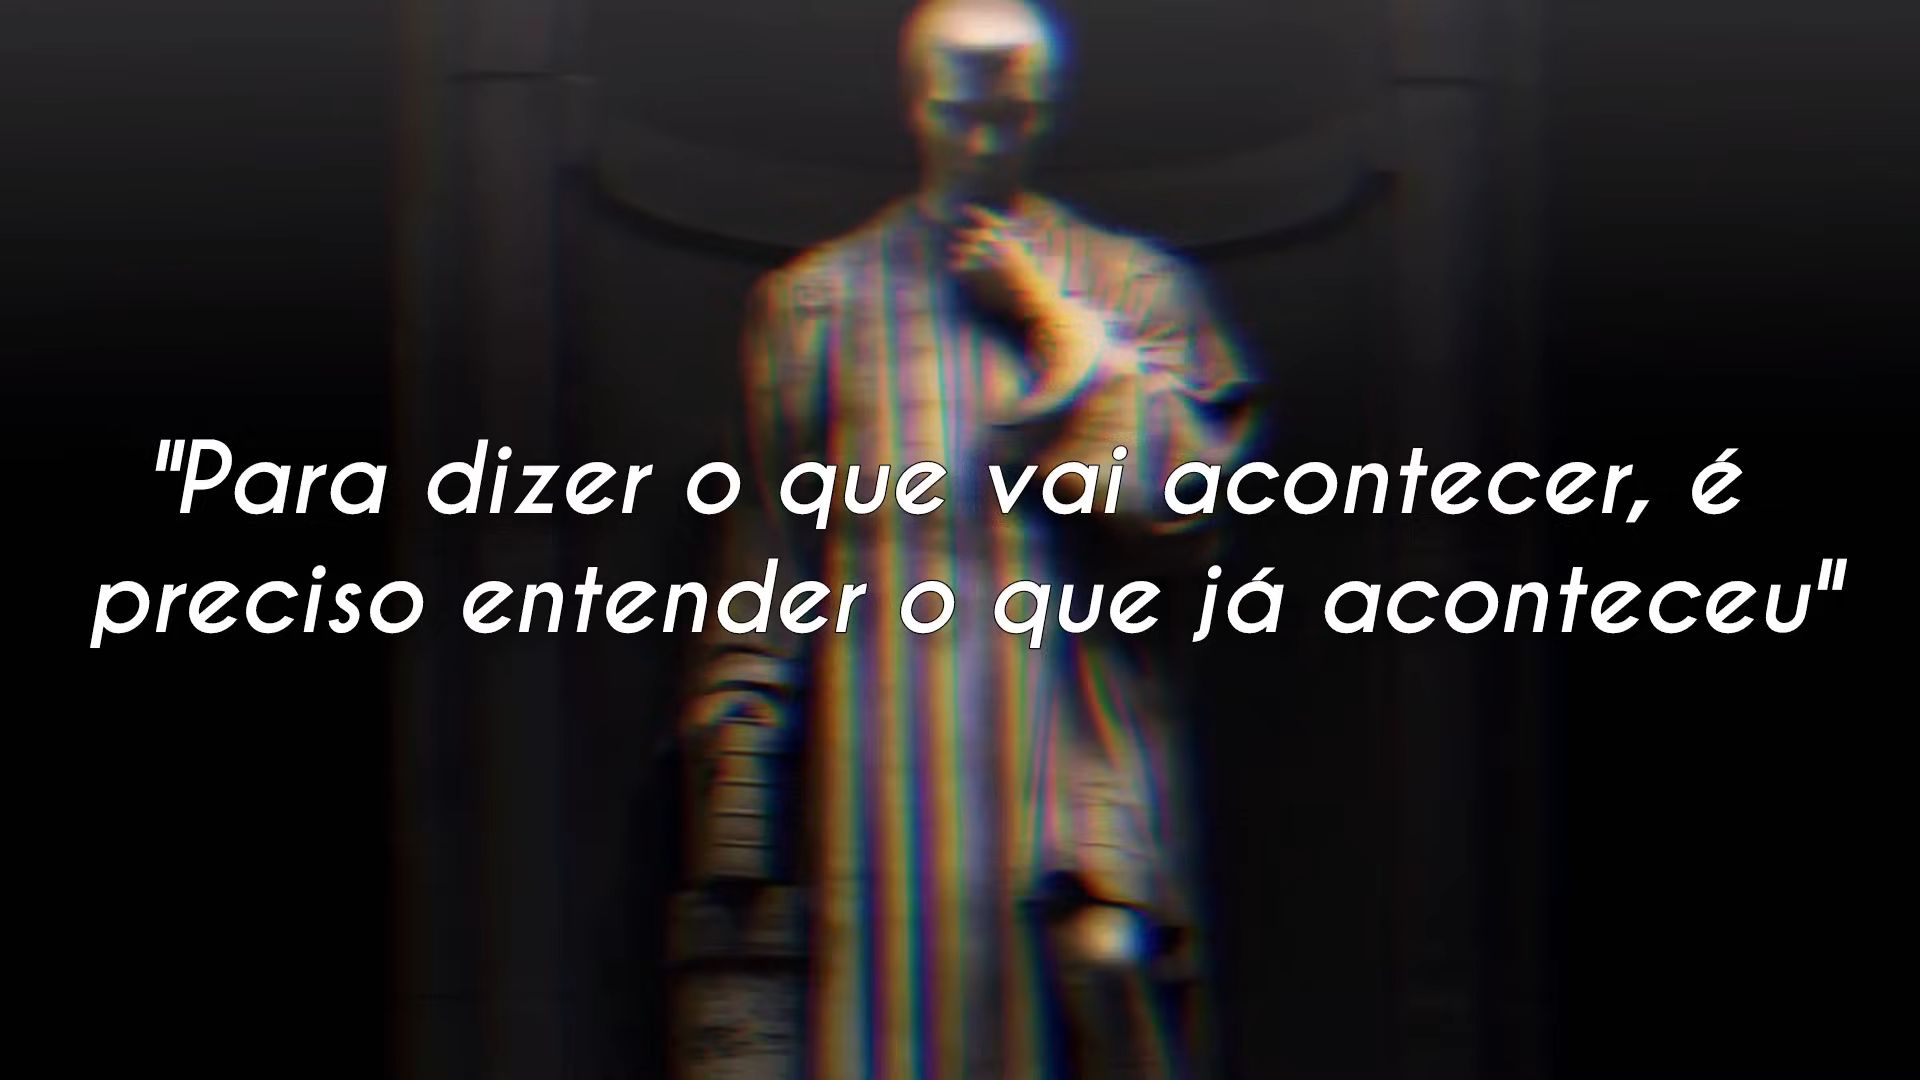 "Para dizer o que vai acontecer, é
preciso entender o que já aconteceu"